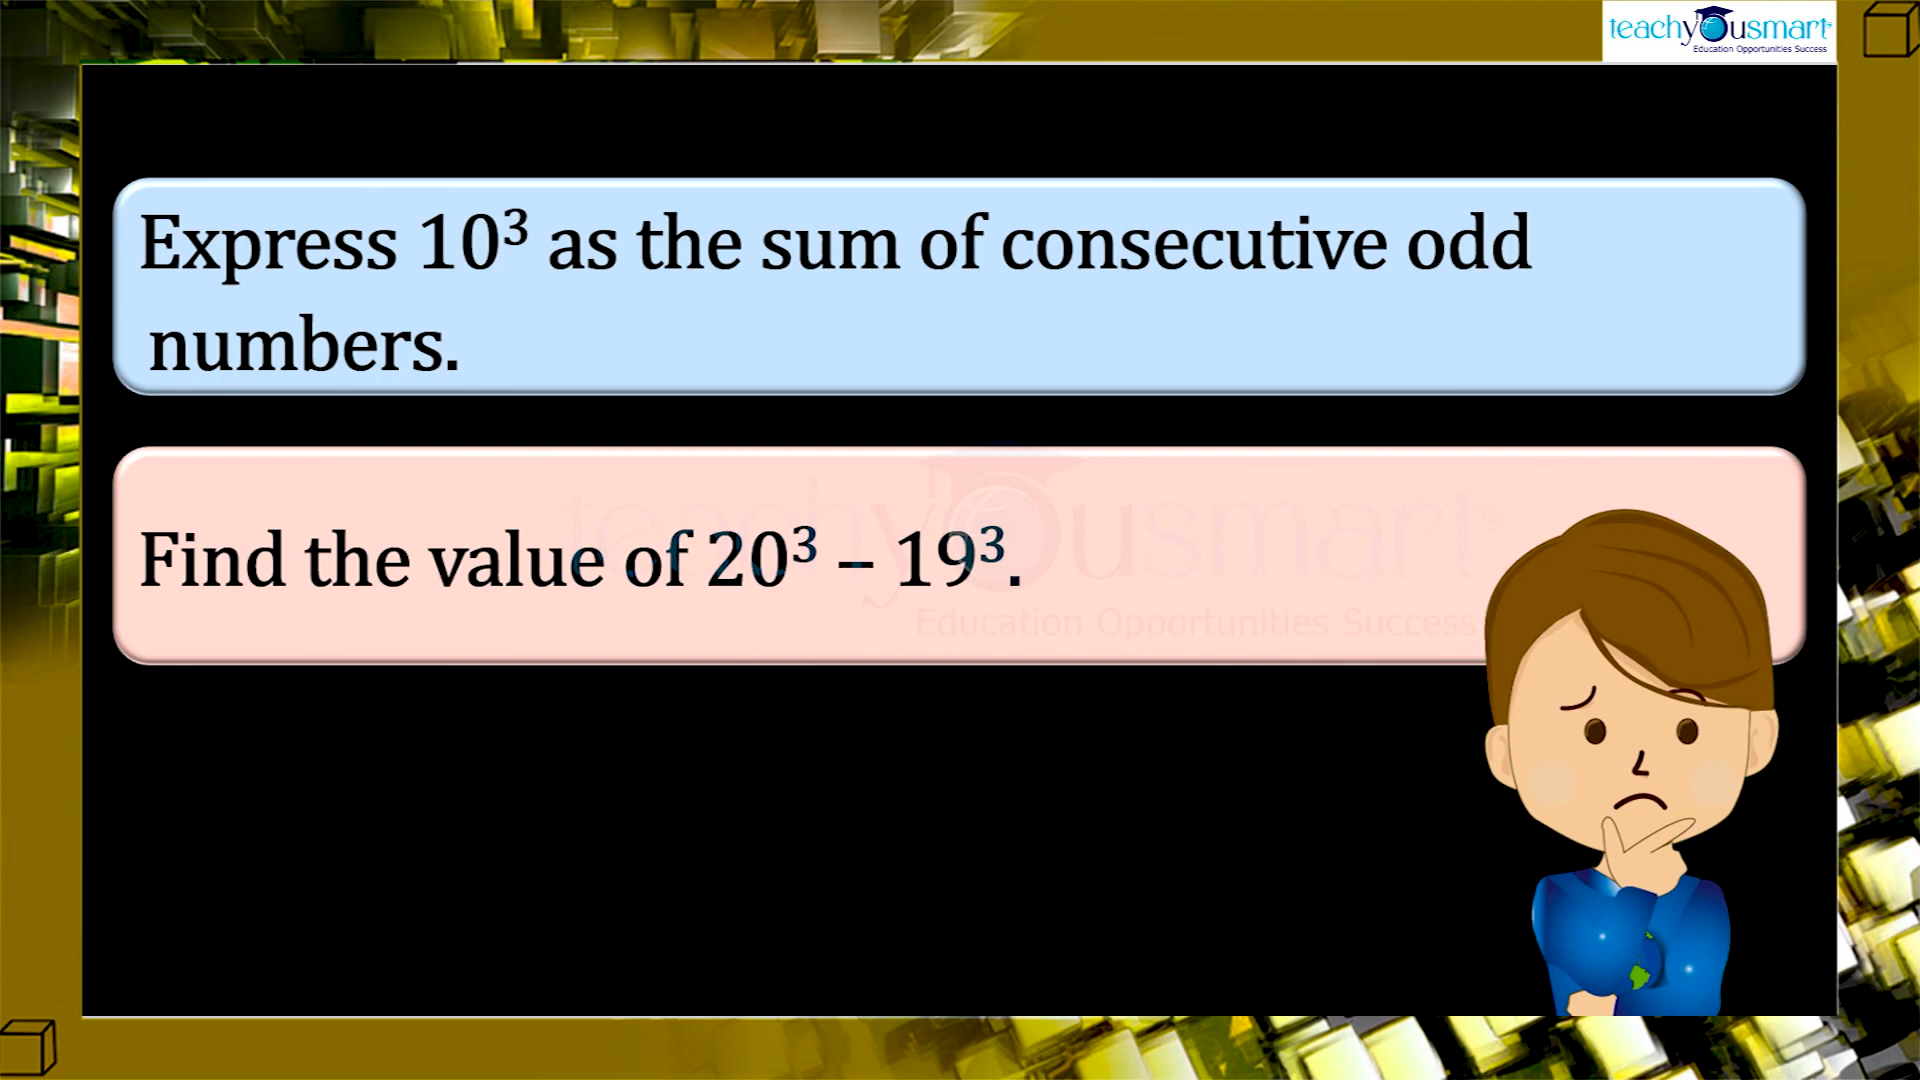 teachyOusmart
Education Opportunities Success
Express 10³ as the sum of consecutive odd
numbers.
Find the value of 20³ – 19³.
teachyOusmart
Education Opportunities Success